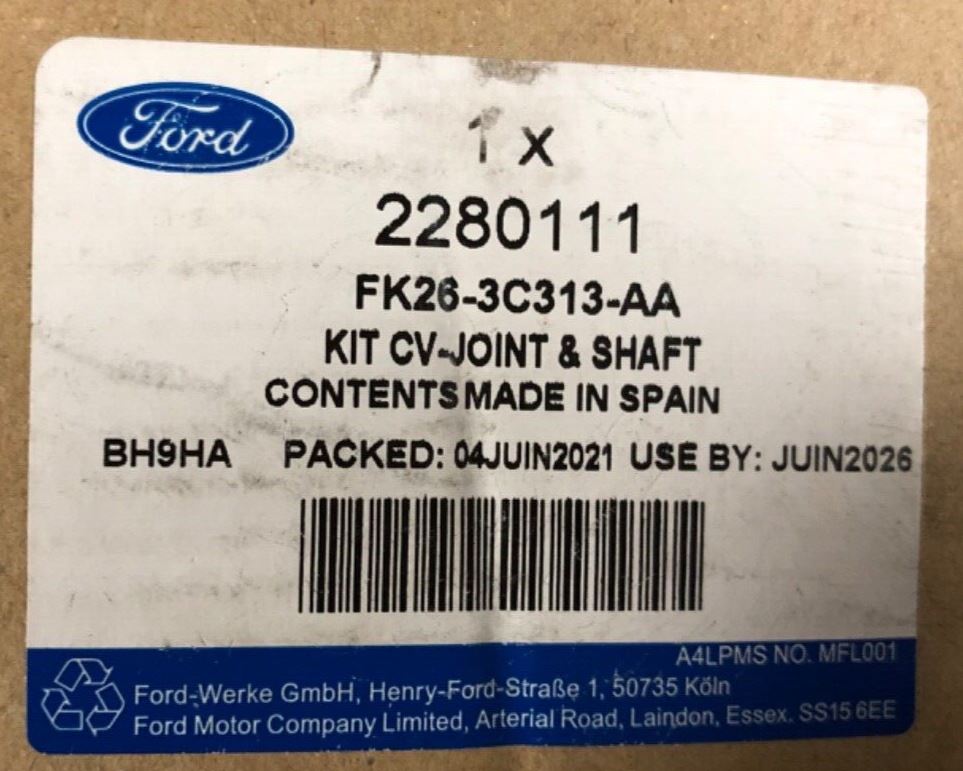 Ford
1 x
2280111
FK26-3C313-AA
KIT CV-JOINT & SHAFT
CONTENTS MADE IN SPAIN
BH9HA PACKED: 04JUIN2021 USE BY: JUIN2026
A4LPMS NO. MFL001
Ford-Werke GmbH, Henry-Ford-Straße 1, 50735 Köln
Ford Motor Company Limited, Arterial Road, Laindon, Essex. SS15 6EE